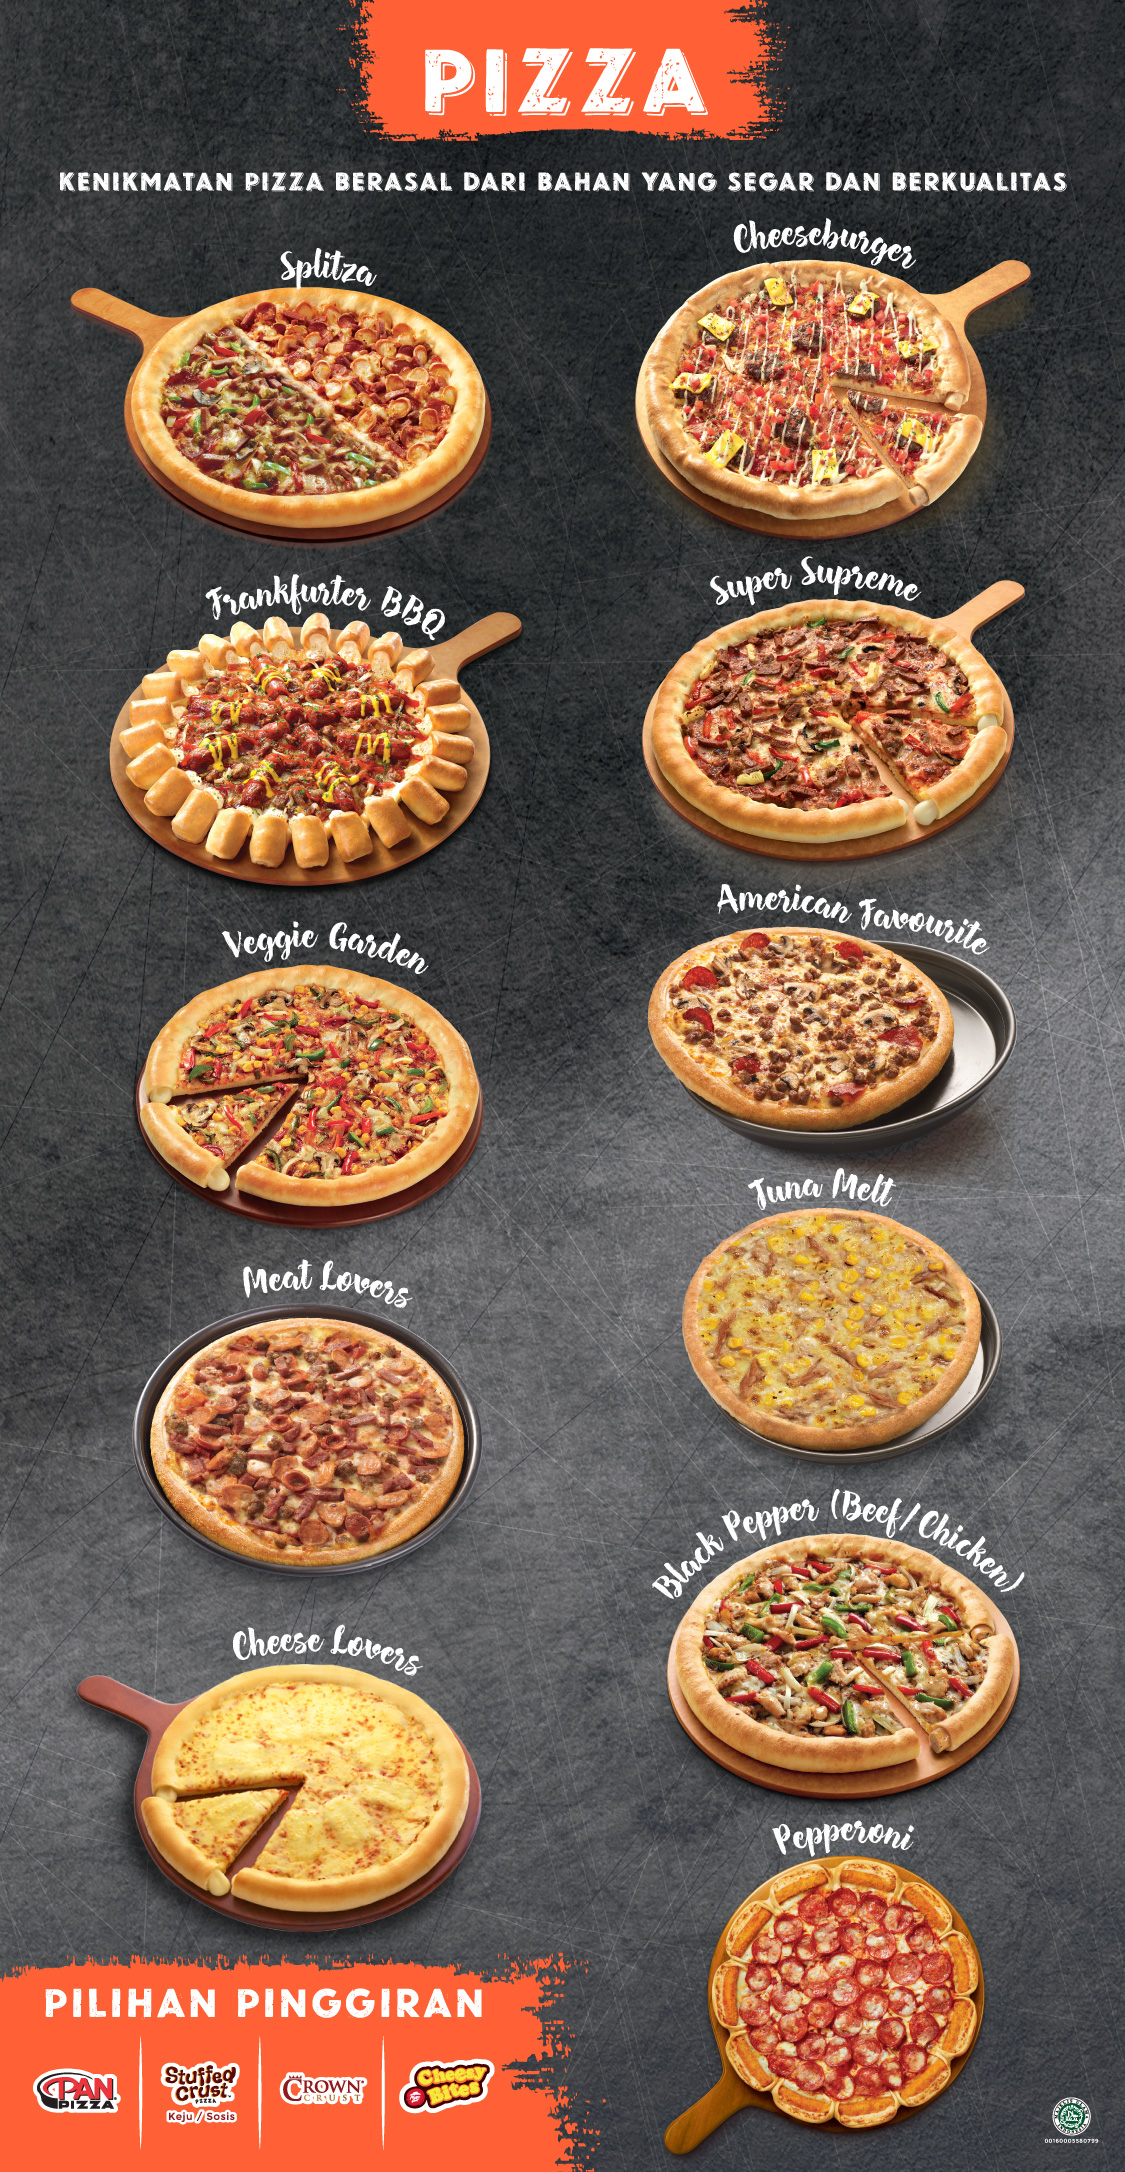 PIZZA
KENIKMATAN PIZZA BERASAL DARI BAHAN YANG SEGAR DAN BERKUALITAS
Splitza
Cheeseburger
Frankfurter BBQ
Super Supreme
Veggie Garden
American Favourite
Meat Lovers
Tuna Melt
Cheese Lovers
Black Pepper (Beef/Chicken)
Pepperoni
PILIHAN PINGGIRAN
PAN PIZZA
Stuffed Crust PIZZA
Keju / Sosis
CROWN CRUST
Cheesy Bites
00160005580799